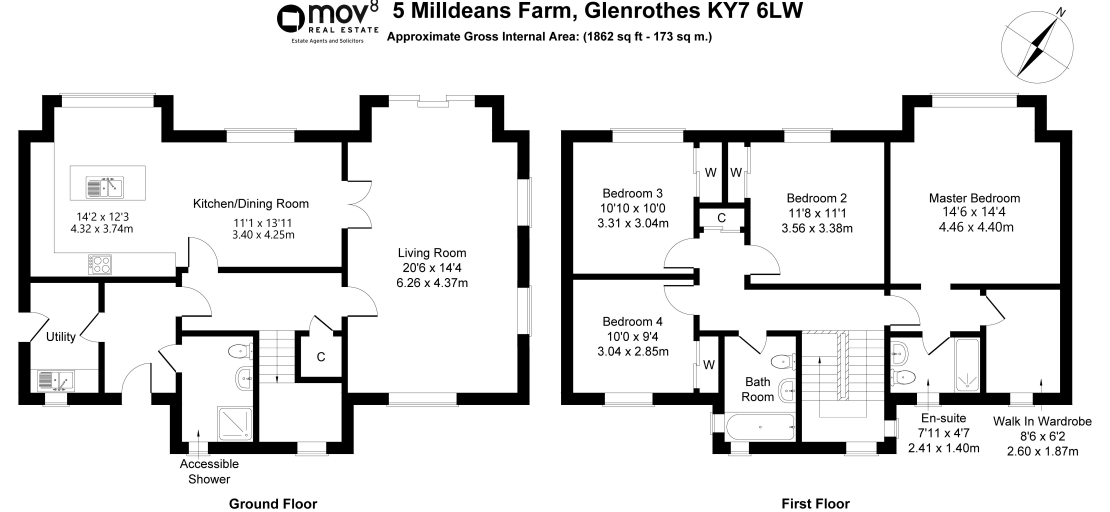 mov8
REAL ESTATE
Estate Agents and Solicitors
5 Milldeans Farm, Glenrothes KY7 6LW
Approximate Gross Internal Area: (1862 sq ft - 173 sq m.)
N
14'2 x 12'3
4.32 x 3.74m
Kitchen/Dining Room
11'1 x 13'11
3.40 x 4.25m
Living Room
20'6 x 14'4
6.26 x 4.37m
Utility
C
Accessible
Shower
Ground Floor
Bedroom 3
10'10 x 10'0
3.31 x 3.04m
W
W
C
Bedroom 2
11'8 x 11'1
3.56 x 3.38m
Master Bedroom
14'6 x 14'4
4.46 x 4.40m
Bedroom 4
10'0 x 9'4
3.04 x 2.85m
W
Bath
Room
En-suite
7'11 x 4'7
2.41 x 1.40m
Walk In Wardrobe
8'6 x 6'2
2.60 x 1.87m
First Floor